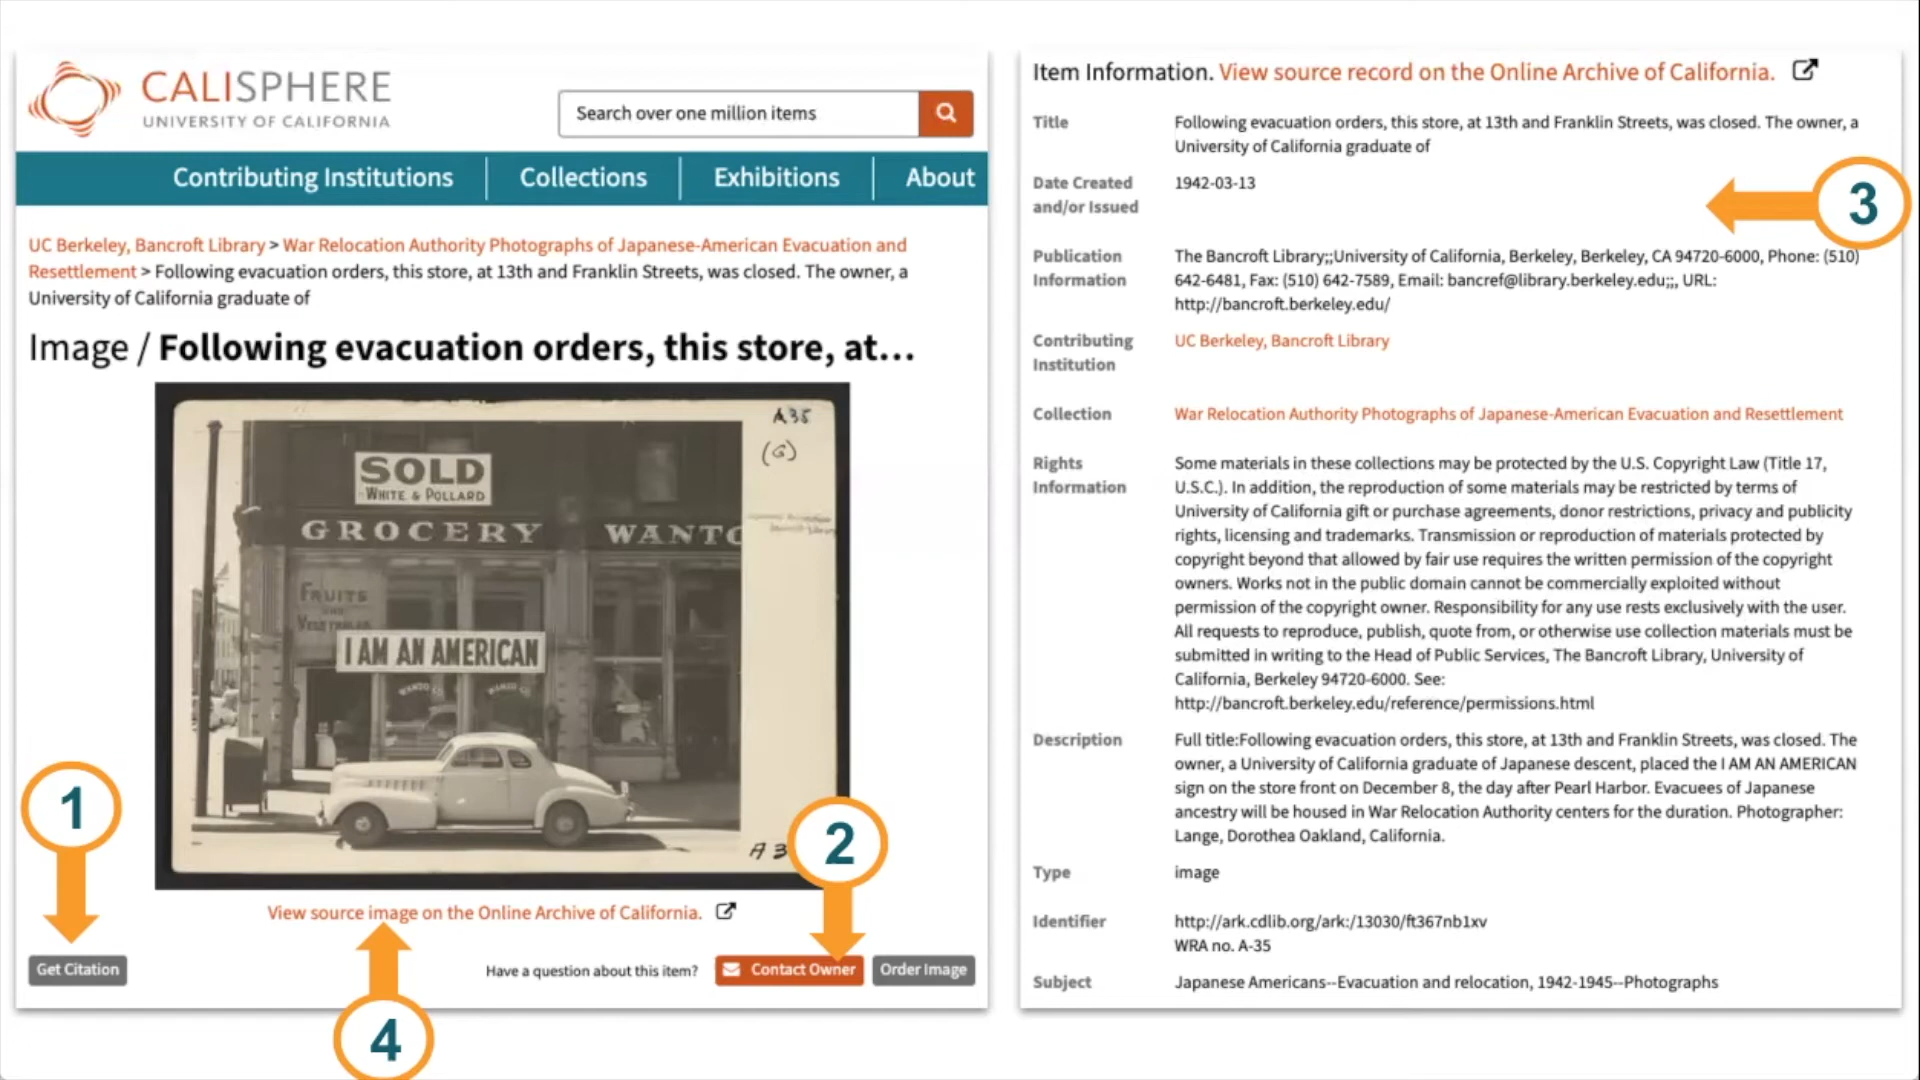 CALISPHERE
UNIVERSITY OF CALIFORNIA
Search over one million items
Contributing Institutions
Collections
Exhibitions
About
UC Berkeley, Bancroft Library > War Relocation Authority Photographs of Japanese-American Evacuation and
Resettlement > Following evacuation orders, this store, at 13th and Franklin Streets, was closed. The owner, a
University of California graduate of
Image / Following evacuation orders, this store, at...
A35
(G)
SOLD
WHITE & POLLARD
GROCERY
WANTO
FRUITS
AND
VEGETABLES
I AM AN AMERICAN
WANTO CO
WANTO CO
A 3
1
2
View source image on the Online Archive of California.
Get Citation
Have a question about this item?
Contact Owner
Order Image
4
Item Information. View source record on the Online Archive of California.
Title
Following evacuation orders, this store, at 13th and Franklin Streets, was closed. The owner, a
University of California graduate of
Date Created
and/or Issued
1942-03-13
3
Publication
Information
The Bancroft Library;;University of California, Berkeley, Berkeley, CA 94720-6000, Phone: (510)
642-6481, Fax: (510) 642-7589, Email: bancref@library.berkeley.edu;;, URL:
http://bancroft.berkeley.edu/
Contributing
Institution
UC Berkeley, Bancroft Library
Collection
War Relocation Authority Photographs of Japanese-American Evacuation and Resettlement
Rights
Information
Some materials in these collections may be protected by the U.S. Copyright Law (Title 17,
U.S.C.). In addition, the reproduction of some materials may be restricted by terms of
University of California gift or purchase agreements, donor restrictions, privacy and publicity
rights, licensing and trademarks. Transmission or reproduction of materials protected by
copyright beyond that allowed by fair use requires the written permission of the copyright
owners. Works not in the public domain cannot be commercially exploited without
permission of the copyright owner. Responsibility for any use rests exclusively with the user.
All requests to reproduce, publish, quote from, or otherwise use collection materials must be
submitted in writing to the Head of Public Services, The Bancroft Library, University of
California, Berkeley 94720-6000. See:
http://bancroft.berkeley.edu/reference/permissions.html
Description
Full title:Following evacuation orders, this store, at 13th and Franklin Streets, was closed. The
owner, a University of California graduate of Japanese descent, placed the I AM AN AMERICAN
sign on the store front on December 8, the day after Pearl Harbor. Evacuees of Japanese
ancestry will be housed in War Relocation Authority centers for the duration. Photographer:
Lange, Dorothea Oakland, California.
Type
image
Identifier
http://ark.cdlib.org/ark:/13030/ft367nb1xv
WRA no. A-35
Subject
Japanese Americans--Evacuation and relocation, 1942-1945--Photographs